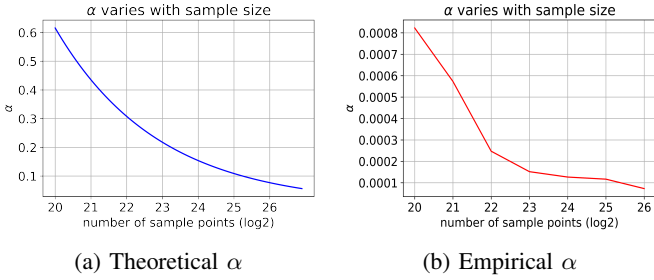 α varies with sample size
0.6
0.5
0.4
0.3
0.2
0.1
α
20 21 22 23 24 25 26
number of sample points (log2)
(a) Theoretical α
α varies with sample size
0.0008
0.0007
0.0006
0.0005
0.0004
0.0003
0.0002
0.0001
α
20 21 22 23 24 25 26
number of sample points (log2)
(b) Empirical α